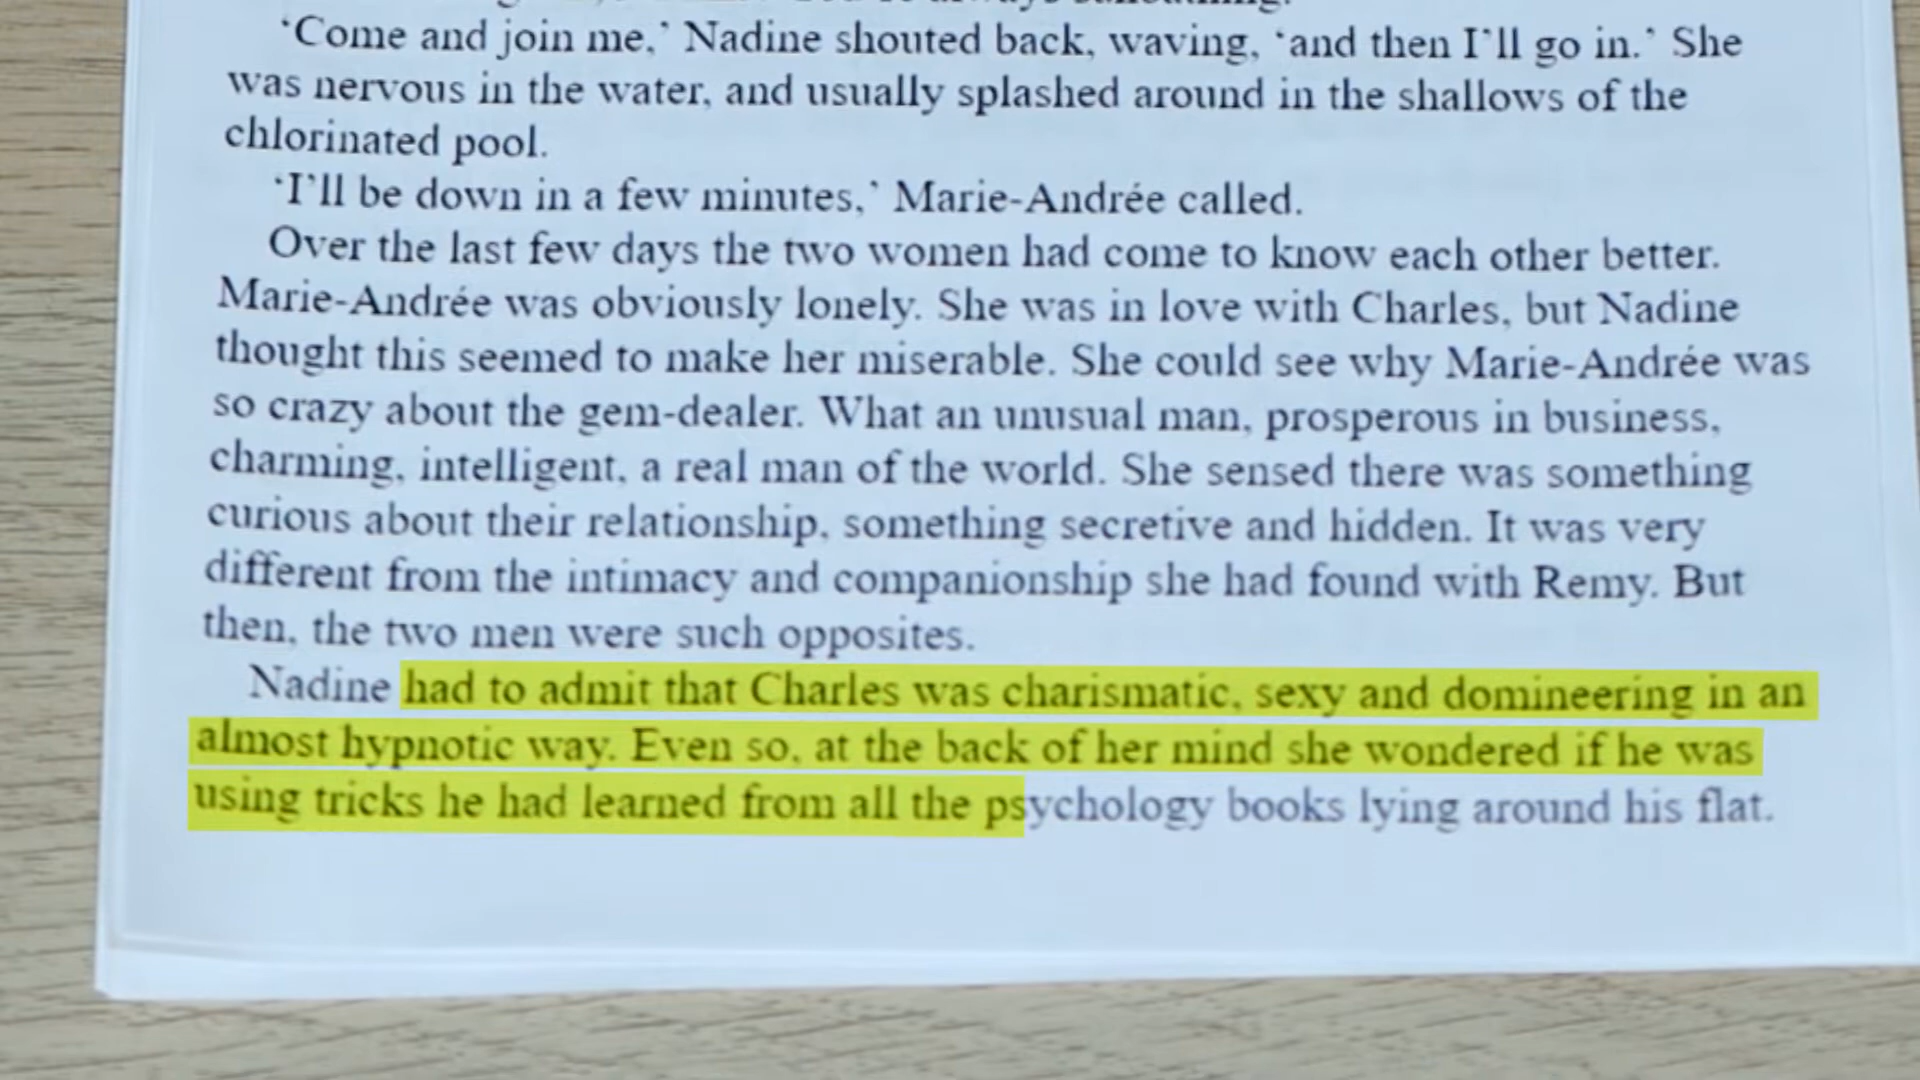 ‘Come and join me,’ Nadine shouted back, waving, ‘and then I’ll go in.’ She
was nervous in the water, and usually splashed around in the shallows of the
chlorinated pool.
‘I’ll be down in a few minutes,’ Marie-Andrée called.
Over the last few days the two women had come to know each other better.
Marie-Andrée was obviously lonely. She was in love with Charles, but Nadine
thought this seemed to make her miserable. She could see why Marie-Andrée was
so crazy about the gem-dealer. What an unusual man, prosperous in business,
charming, intelligent, a real man of the world. She sensed there was something
curious about their relationship, something secretive and hidden. It was very
different from the intimacy and companionship she had found with Remy. But
then, the two men were such opposites.
Nadine had to admit that Charles was charismatic, sexy and domineering in an
almost hypnotic way. Even so, at the back of her mind she wondered if he was
using tricks he had learned from all the psychology books lying around his flat.